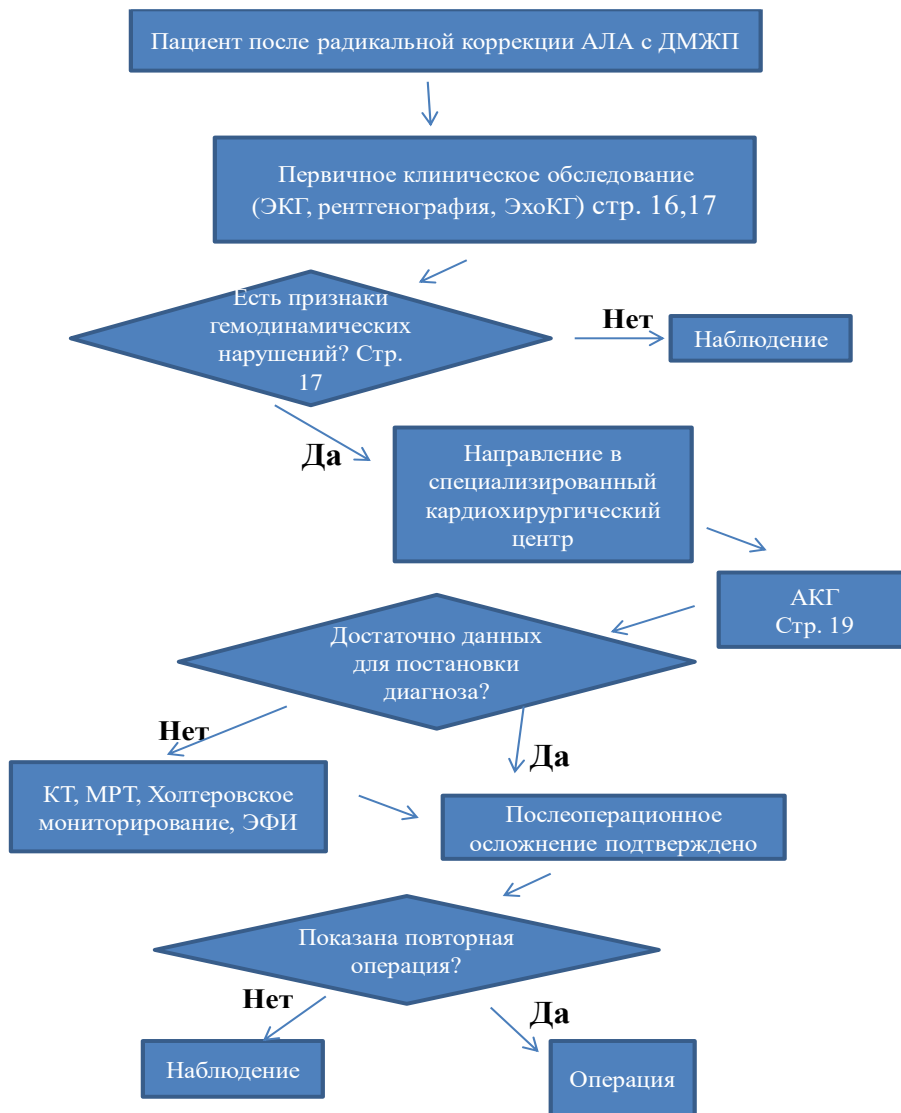 Пациент после радикальной коррекции АЛА с ДМЖП
Первичное клиническое обследование
(ЭКГ, рентгенография, ЭхоКГ) стр. 16,17
Есть признаки
гемодинамических
нарушений? Стр.
17
Нет
Наблюдение
Да
Направление в
специализированный
кардиохирургический
центр
АКГ
Стр. 19
Достаточно данных
для постановки
диагноза?
Нет
Да
КТ, МРТ, Холтеровское
мониторирование, ЭФИ
Послеоперационное
осложнение подтверждено
Показана повторная
операция?
Нет
Да
Наблюдение
Операция